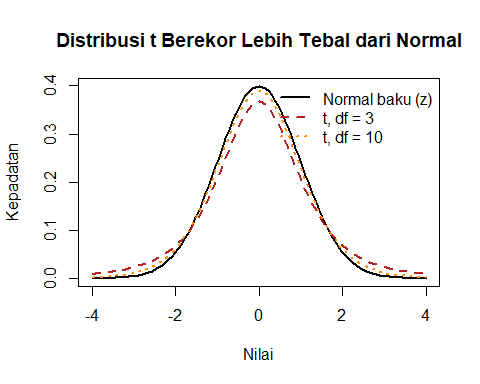 Distribusi t Berekor Lebih Tebal dari Normal
Kepadatan
0.4
0.3
0.2
0.1
0.0
Normal baku (z)
t, df = 3
t, df = 10
-4 -2 0 2 4
Nilai